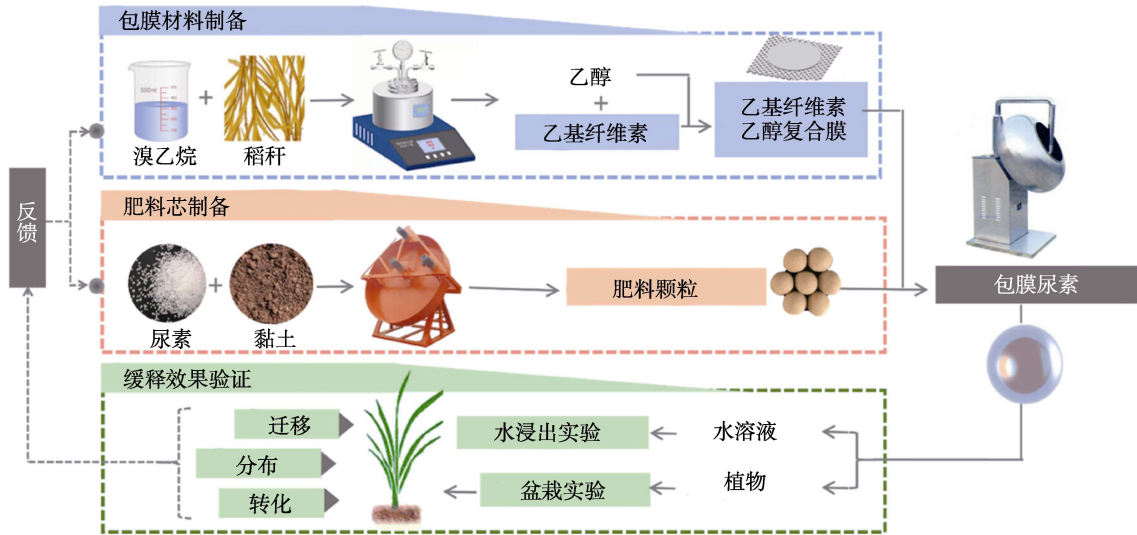 包膜材料制备
500ml
溴乙烷
稻秆
乙醇
乙基纤维素
乙基纤维素
乙醇复合膜
反馈
肥料芯制备
尿素
黏土
肥料颗粒
包膜尿素
缓释效果验证
迁移
分布
转化
水浸出实验
盆栽实验
水溶液
植物